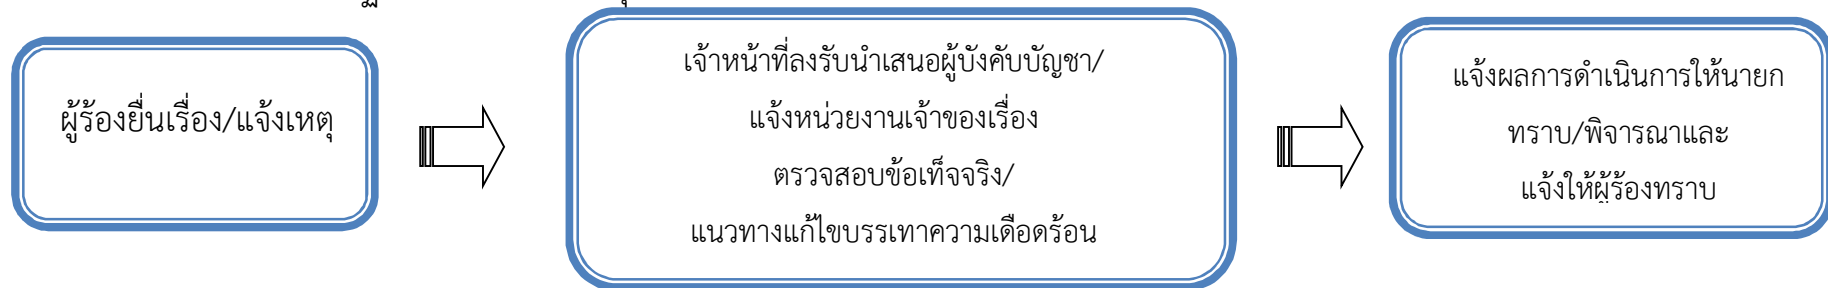 ผู้ร้องยื่นเรื่อง/แจ้งเหตุ
เจ้าหน้าที่ลงรับนำเสนอผู้บังคับบัญชา/
แจ้งหน่วยงานเจ้าของเรื่อง
ตรวจสอบข้อเท็จจริง/
แนวทางแก้ไขบรรเทาความเดือดร้อน
แจ้งผลการดำเนินการให้นายก
ทราบ/พิจารณาและ
แจ้งให้ผู้ร้องทราบ